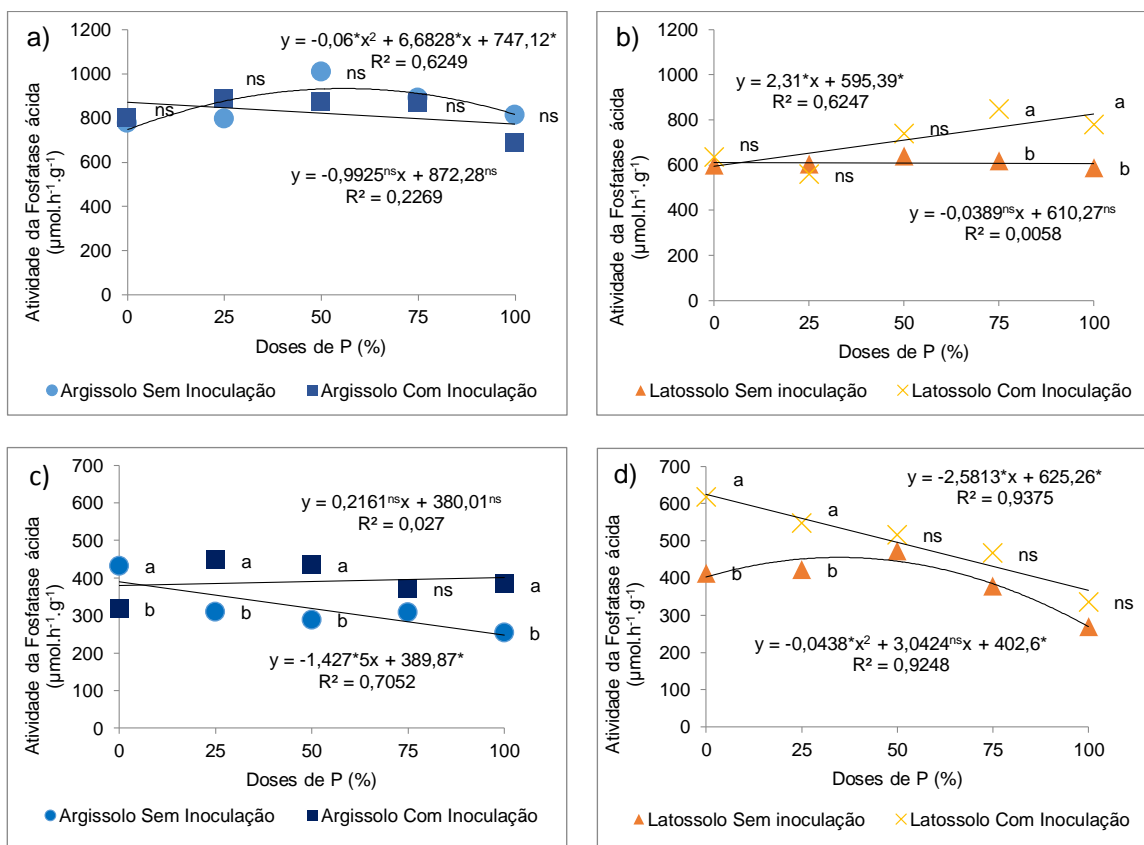 a)
Atividade da Fosfatase ácida
(µmol.h⁻¹.g⁻¹)
1200
1000
800
600
400
200
0
y = -0,06*x² + 6,6828*x + 747,12*
R² = 0,6249
ns
ns
ns
ns
ns
y = -0,9925ⁿˢx + 872,28ⁿˢ
R² = 0,2269
0 25 50 75 100
Doses de P (%)
Argissolo Sem Inoculação Argissolo Com Inoculação
b)
Atividade da Fosfatase ácida
(µmol.h⁻¹.g⁻¹)
1200
1000
800
600
400
200
0
y = 2,31*x + 595,39*
R² = 0,6247
ns
ns
ns
a
a
b
b
y = -0,0389ⁿˢx + 610,27ⁿˢ
R² = 0,0058
0 25 50 75 100
Doses de P (%)
Latossolo Sem inoculação Latossolo Com Inoculação
c)
Atividade da Fosfatase ácida
(µmol.h⁻¹.g⁻¹)
700
600
500
400
300
200
100
0
y = 0,2161ⁿˢx + 380,01ⁿˢ
R² = 0,027
a
a
a
ns
a
b
b
b
b
y = -1,427*5x + 389,87*
R² = 0,7052
0 25 50 75 100
Doses de P (%)
Argissolo Sem Inoculação Argissolo Com Inoculação
d)
Atividade da Fosfatase ácida
(µmol.h⁻¹.g⁻¹)
700
600
500
400
300
200
100
0
y = -2,5813*x + 625,26*
R² = 0,9375
a
a
ns
ns
ns
b
b
y = -0,0438*x² + 3,0424ⁿˢx + 402,6*
R² = 0,9248
0 25 50 75 100
Doses de P (%)
Latossolo Sem inoculação Latossolo Com Inoculação